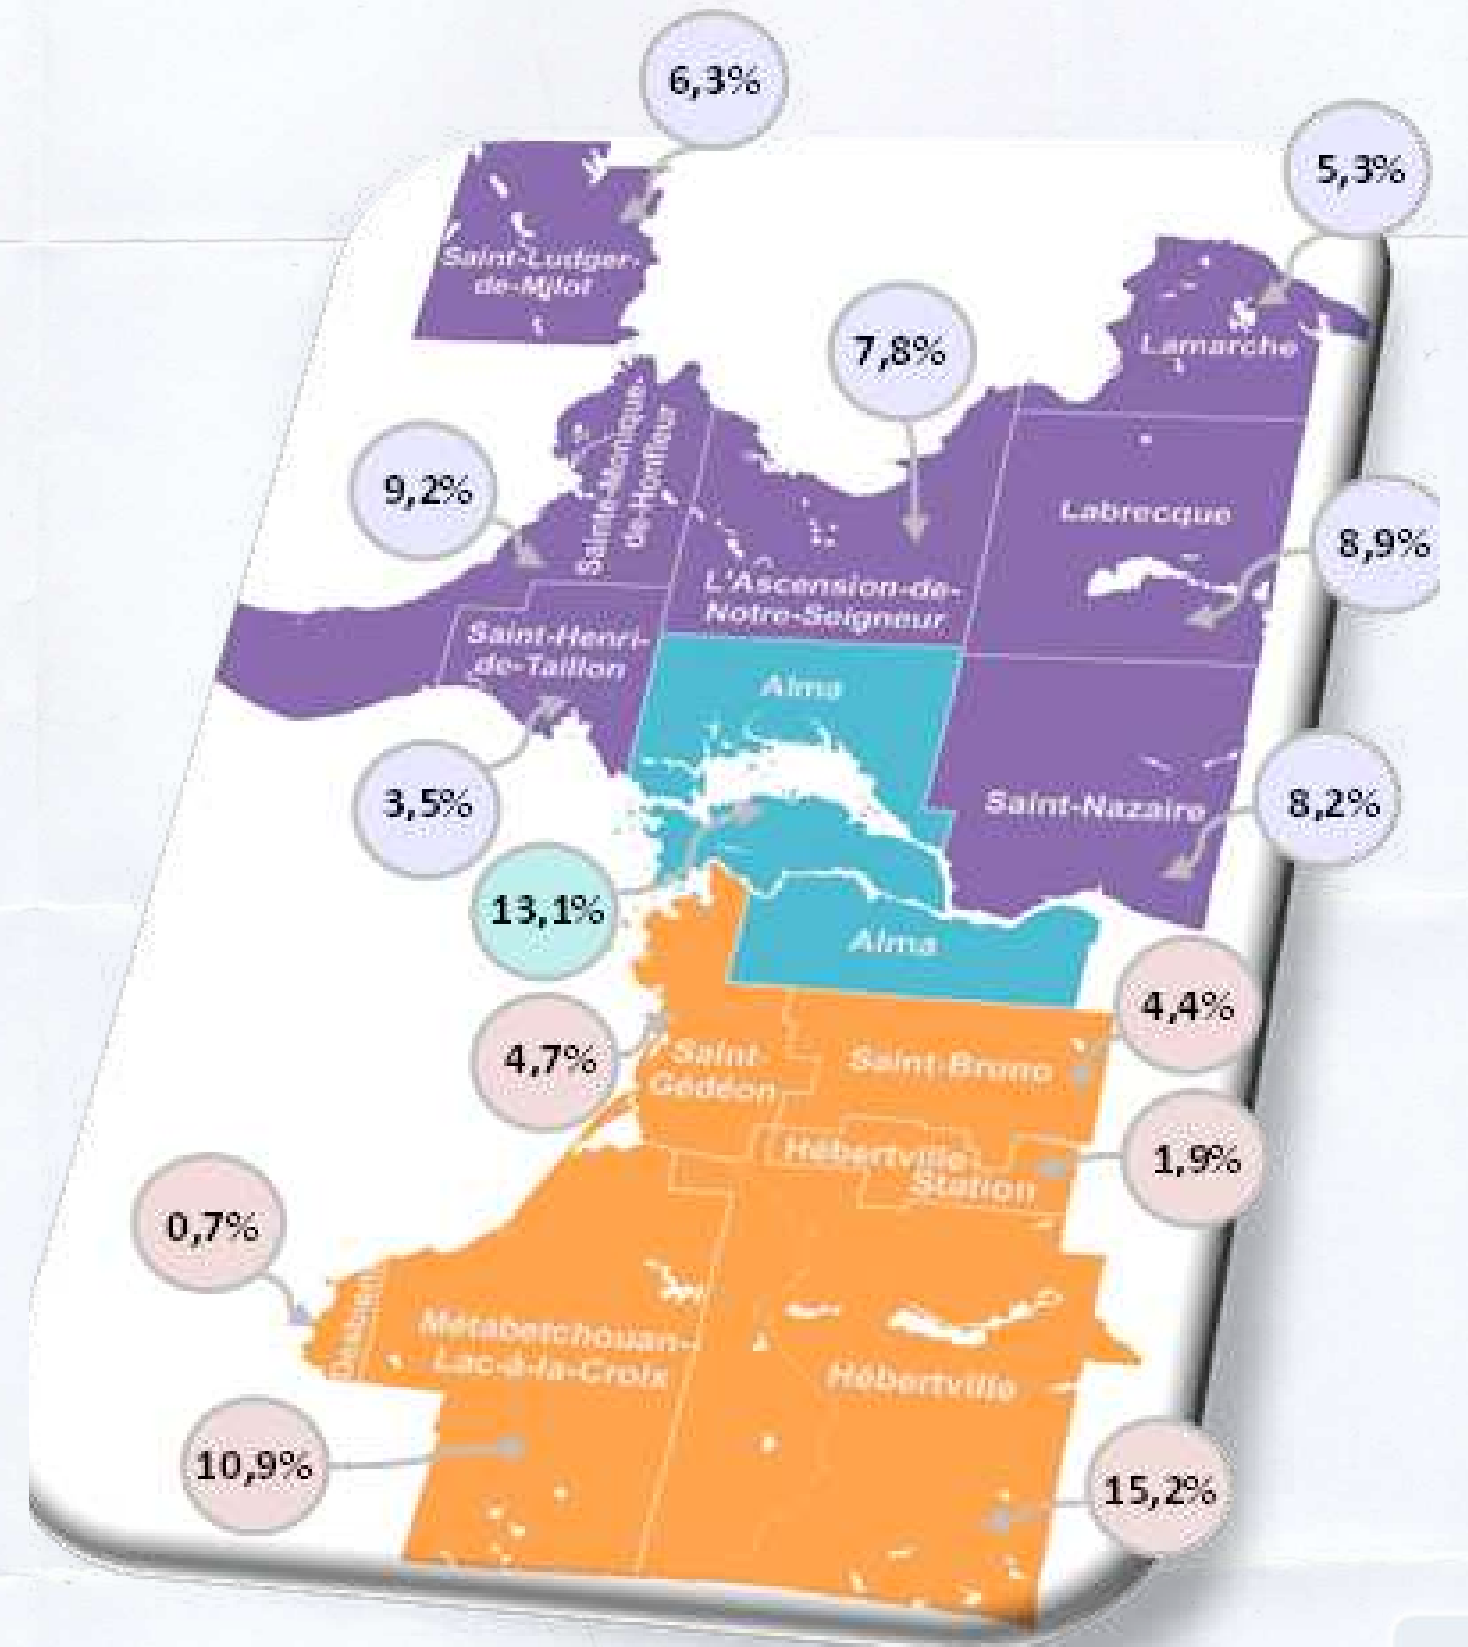 6,3%
5,3%
Saint-Ludger-
de-Milot
7,8%
Lamarche
9,2%
Sainte-Monique-
de-Honfleur
Labrecque
8,9%
L'Ascension-de-
Notre-Seigneur
Saint-Henri-
de-Taillon
Alma
3,5%
Saint-Nazaire
8,2%
13,1%
Alma
4,4%
4,7%
Saint-
Gédéon
Saint-Bruno
Hébertville-
Station
1,9%
0,7%
Desbiens
Métabetchouan-
Lac-à-la-Croix
Hébertville
10,9%
15,2%